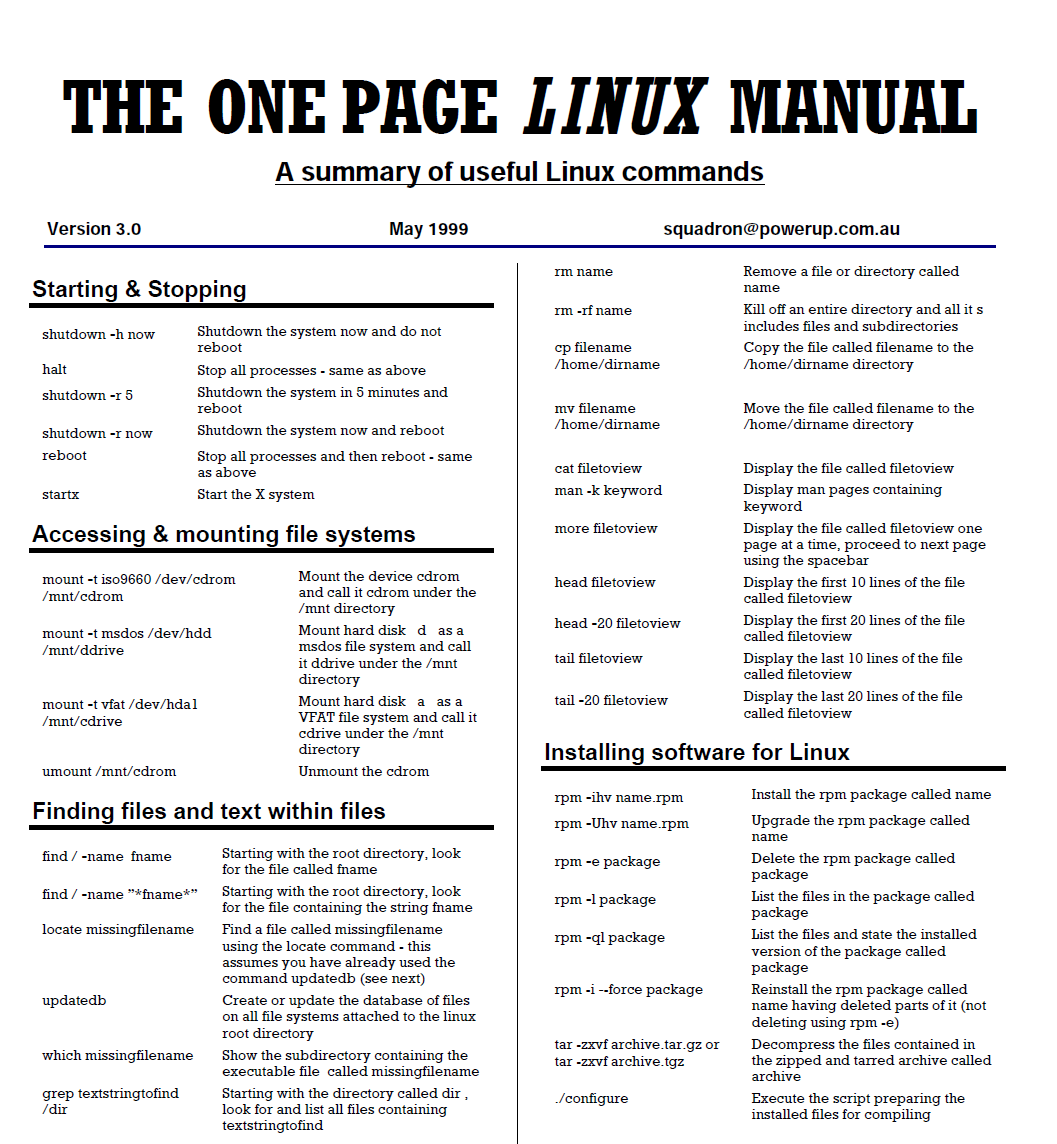 THE ONE PAGE LINUX MANUAL
A summary of useful Linux commands
Version 3.0 May 1999 squadron@powerup.com.au
Starting & Stopping
shutdown -h now Shutdown the system now and do not
reboot
halt Stop all processes - same as above
shutdown -r 5 Shutdown the system in 5 minutes and
reboot
shutdown -r now Shutdown the system now and reboot
reboot Stop all processes and then reboot - same
as above
startx Start the X system
Accessing & mounting file systems
mount -t iso9660 /dev/cdrom Mount the device cdrom
/mnt/cdrom and call it cdrom under the
/mnt directory
mount -t msdos /dev/hdd Mount hard disk d as a
/mnt/ddrive msdos file system and call
it ddrive under the /mnt
directory
mount -t vfat /dev/hda1 Mount hard disk a as a
/mnt/cdrive VFAT file system and call it
cdrive under the /mnt
directory
umount /mnt/cdrom Unmount the cdrom
Finding files and text within files
find / -name fname Starting with the root directory, look
for the file called fname
find / -name ”*fname*” Starting with the root directory, look
for the file containing the string fname
locate missingfilename Find a file called missingfilename
using the locate command - this
assumes you have already used the
command updatedb (see next)
updatedb Create or update the database of files
on all file systems attached to the linux
root directory
which missingfilename Show the subdirectory containing the
executable file called missingfilename
grep textstringtofind Starting with the directory called dir ,
/dir look for and list all files containing
textstringtofind
rm name Remove a file or directory called
name
rm -rf name Kill off an entire directory and all it s
includes files and subdirectories
cp filename Copy the file called filename to the
/home/dirname /home/dirname directory
mv filename Move the file called filename to the
/home/dirname /home/dirname directory
cat filetoview Display the file called filetoview
man -k keyword Display man pages containing
keyword
more filetoview Display the file called filetoview one
page at a time, proceed to next page
using the spacebar
head filetoview Display the first 10 lines of the file
called filetoview
head -20 filetoview Display the first 20 lines of the file
called filetoview
tail filetoview Display the last 10 lines of the file
called filetoview
tail -20 filetoview Display the last 20 lines of the file
called filetoview
Installing software for Linux
rpm -ihv name.rpm Install the rpm package called name
rpm -Uhv name.rpm Upgrade the rpm package called
name
rpm -e package Delete the rpm package called
package
rpm -l package List the files in the package called
package
rpm -ql package List the files and state the installed
version of the package called
package
rpm -i --force package Reinstall the rpm package called
name having deleted parts of it (not
deleting using rpm -e)
tar -zxvf archive.tar.gz or Decompress the files contained in
tar -zxvf archive.tgz the zipped and tarred archive called
archive
./configure Execute the script preparing the
installed files for compiling